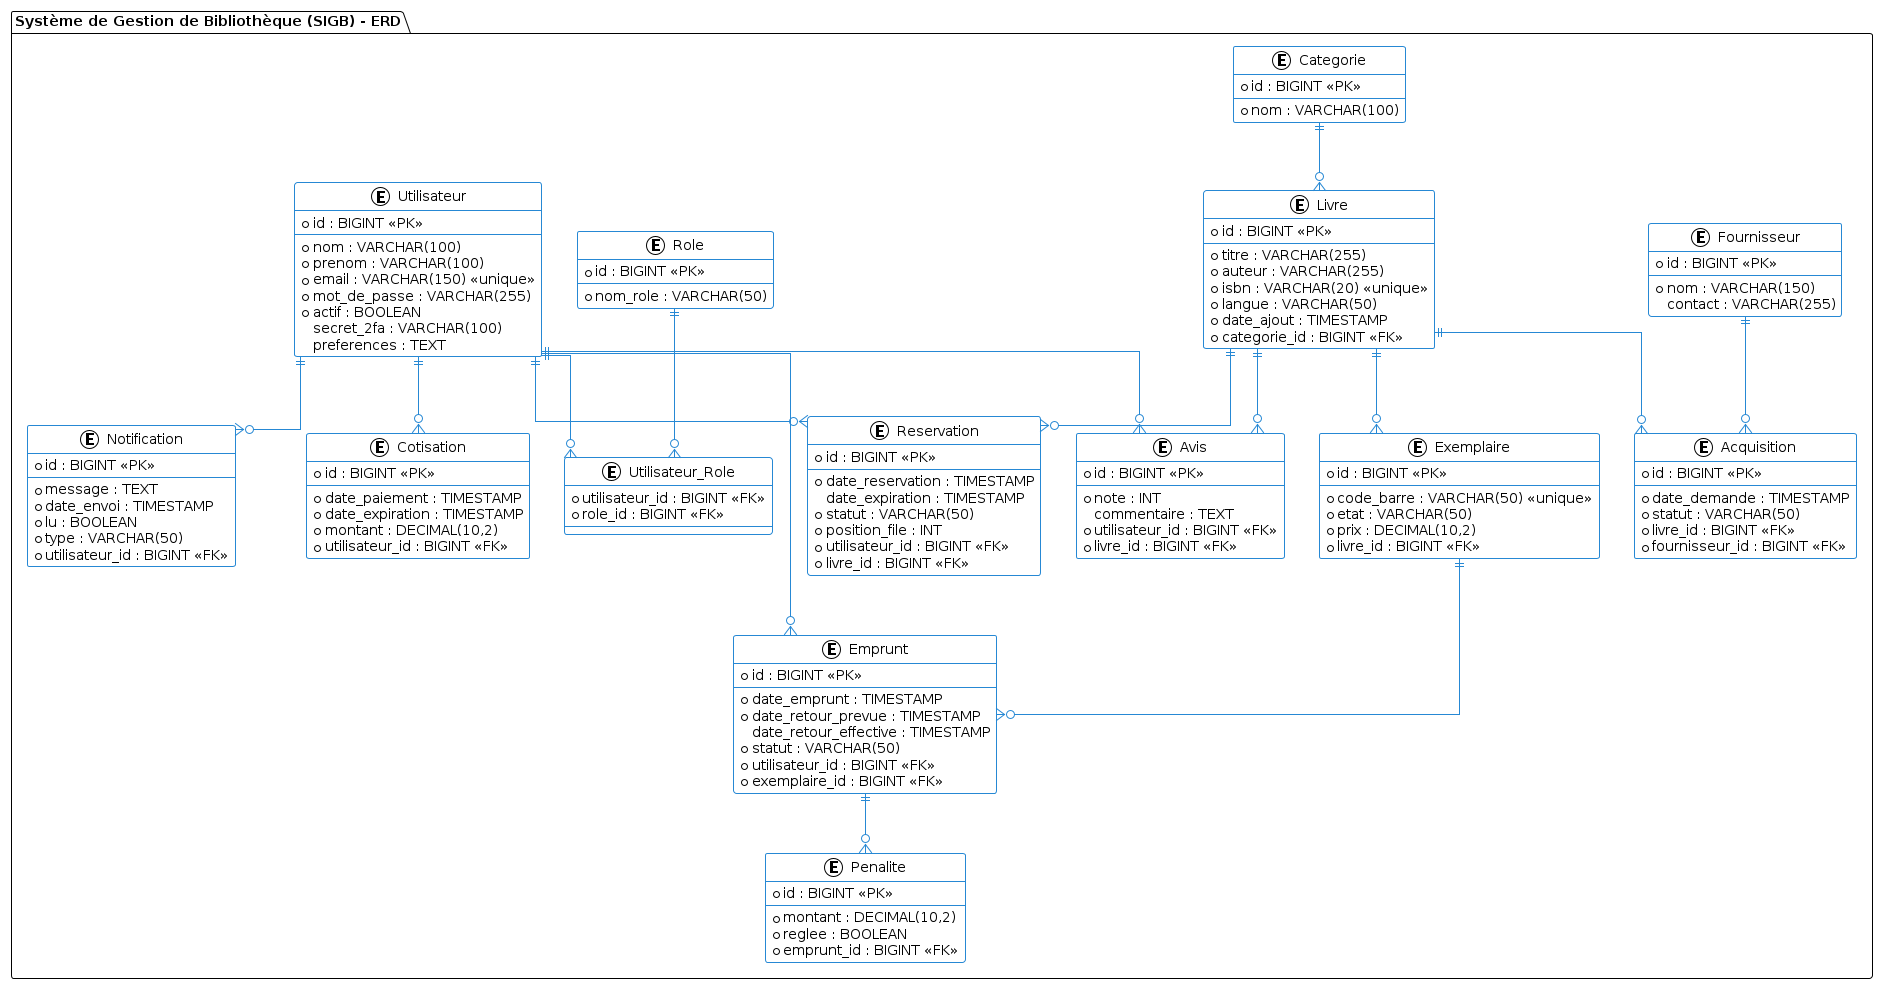 Système de Gestion de Bibliothèque (SIGB) - ERD
E Categorie
id : BIGINT «PK»
nom : VARCHAR(100)
E Utilisateur
id : BIGINT «PK»
nom : VARCHAR(100)
prenom : VARCHAR(100)
email : VARCHAR(150) «unique»
mot_de_passe : VARCHAR(255)
actif : BOOLEAN
secret_2fa : VARCHAR(100)
preferences : TEXT
E Role
id : BIGINT «PK»
nom_role : VARCHAR(50)
E Livre
id : BIGINT «PK»
titre : VARCHAR(255)
auteur : VARCHAR(255)
isbn : VARCHAR(20) «unique»
langue : VARCHAR(50)
date_ajout : TIMESTAMP
categorie_id : BIGINT «FK»
E Fournisseur
id : BIGINT «PK»
nom : VARCHAR(150)
contact : VARCHAR(255)
E Notification
id : BIGINT «PK»
message : TEXT
date_envoi : TIMESTAMP
lu : BOOLEAN
type : VARCHAR(50)
utilisateur_id : BIGINT «FK»
E Cotisation
id : BIGINT «PK»
date_paiement : TIMESTAMP
date_expiration : TIMESTAMP
montant : DECIMAL(10,2)
utilisateur_id : BIGINT «FK»
E Utilisateur_Role
utilisateur_id : BIGINT «FK»
role_id : BIGINT «FK»
E Reservation
id : BIGINT «PK»
date_reservation : TIMESTAMP
date_expiration : TIMESTAMP
statut : VARCHAR(50)
position_file : INT
utilisateur_id : BIGINT «FK»
livre_id : BIGINT «FK»
E Avis
id : BIGINT «PK»
note : INT
commentaire : TEXT
utilisateur_id : BIGINT «FK»
livre_id : BIGINT «FK»
E Exemplaire
id : BIGINT «PK»
code_barre : VARCHAR(50) «unique»
etat : VARCHAR(50)
prix : DECIMAL(10,2)
livre_id : BIGINT «FK»
E Acquisition
id : BIGINT «PK»
date_demande : TIMESTAMP
statut : VARCHAR(50)
livre_id : BIGINT «FK»
fournisseur_id : BIGINT «FK»
E Emprunt
id : BIGINT «PK»
date_emprunt : TIMESTAMP
date_retour_prevue : TIMESTAMP
date_retour_effective : TIMESTAMP
statut : VARCHAR(50)
utilisateur_id : BIGINT «FK»
exemplaire_id : BIGINT «FK»
E Penalite
id : BIGINT «PK»
montant : DECIMAL(10,2)
reglee : BOOLEAN
emprunt_id : BIGINT «FK»